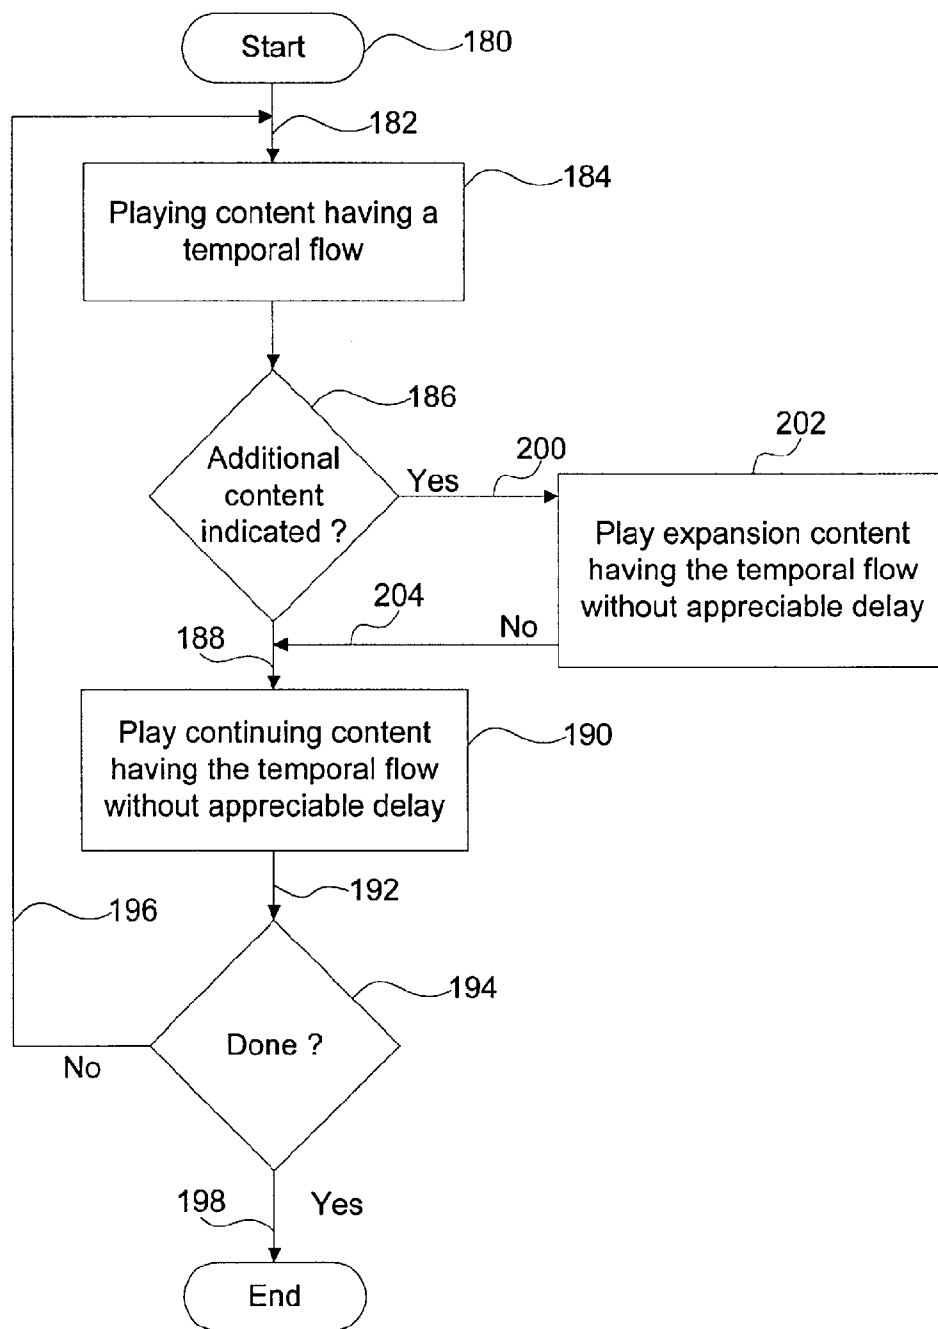 Start
180
182
184
Playing content having a
temporal flow
186
Additional
content
indicated ?
Yes
200
202
Play expansion content
having the temporal flow
without appreciable delay
204
No
188
Play continuing content
having the temporal flow
without appreciable delay
190
192
196
194
Done ?
No
198
Yes
End